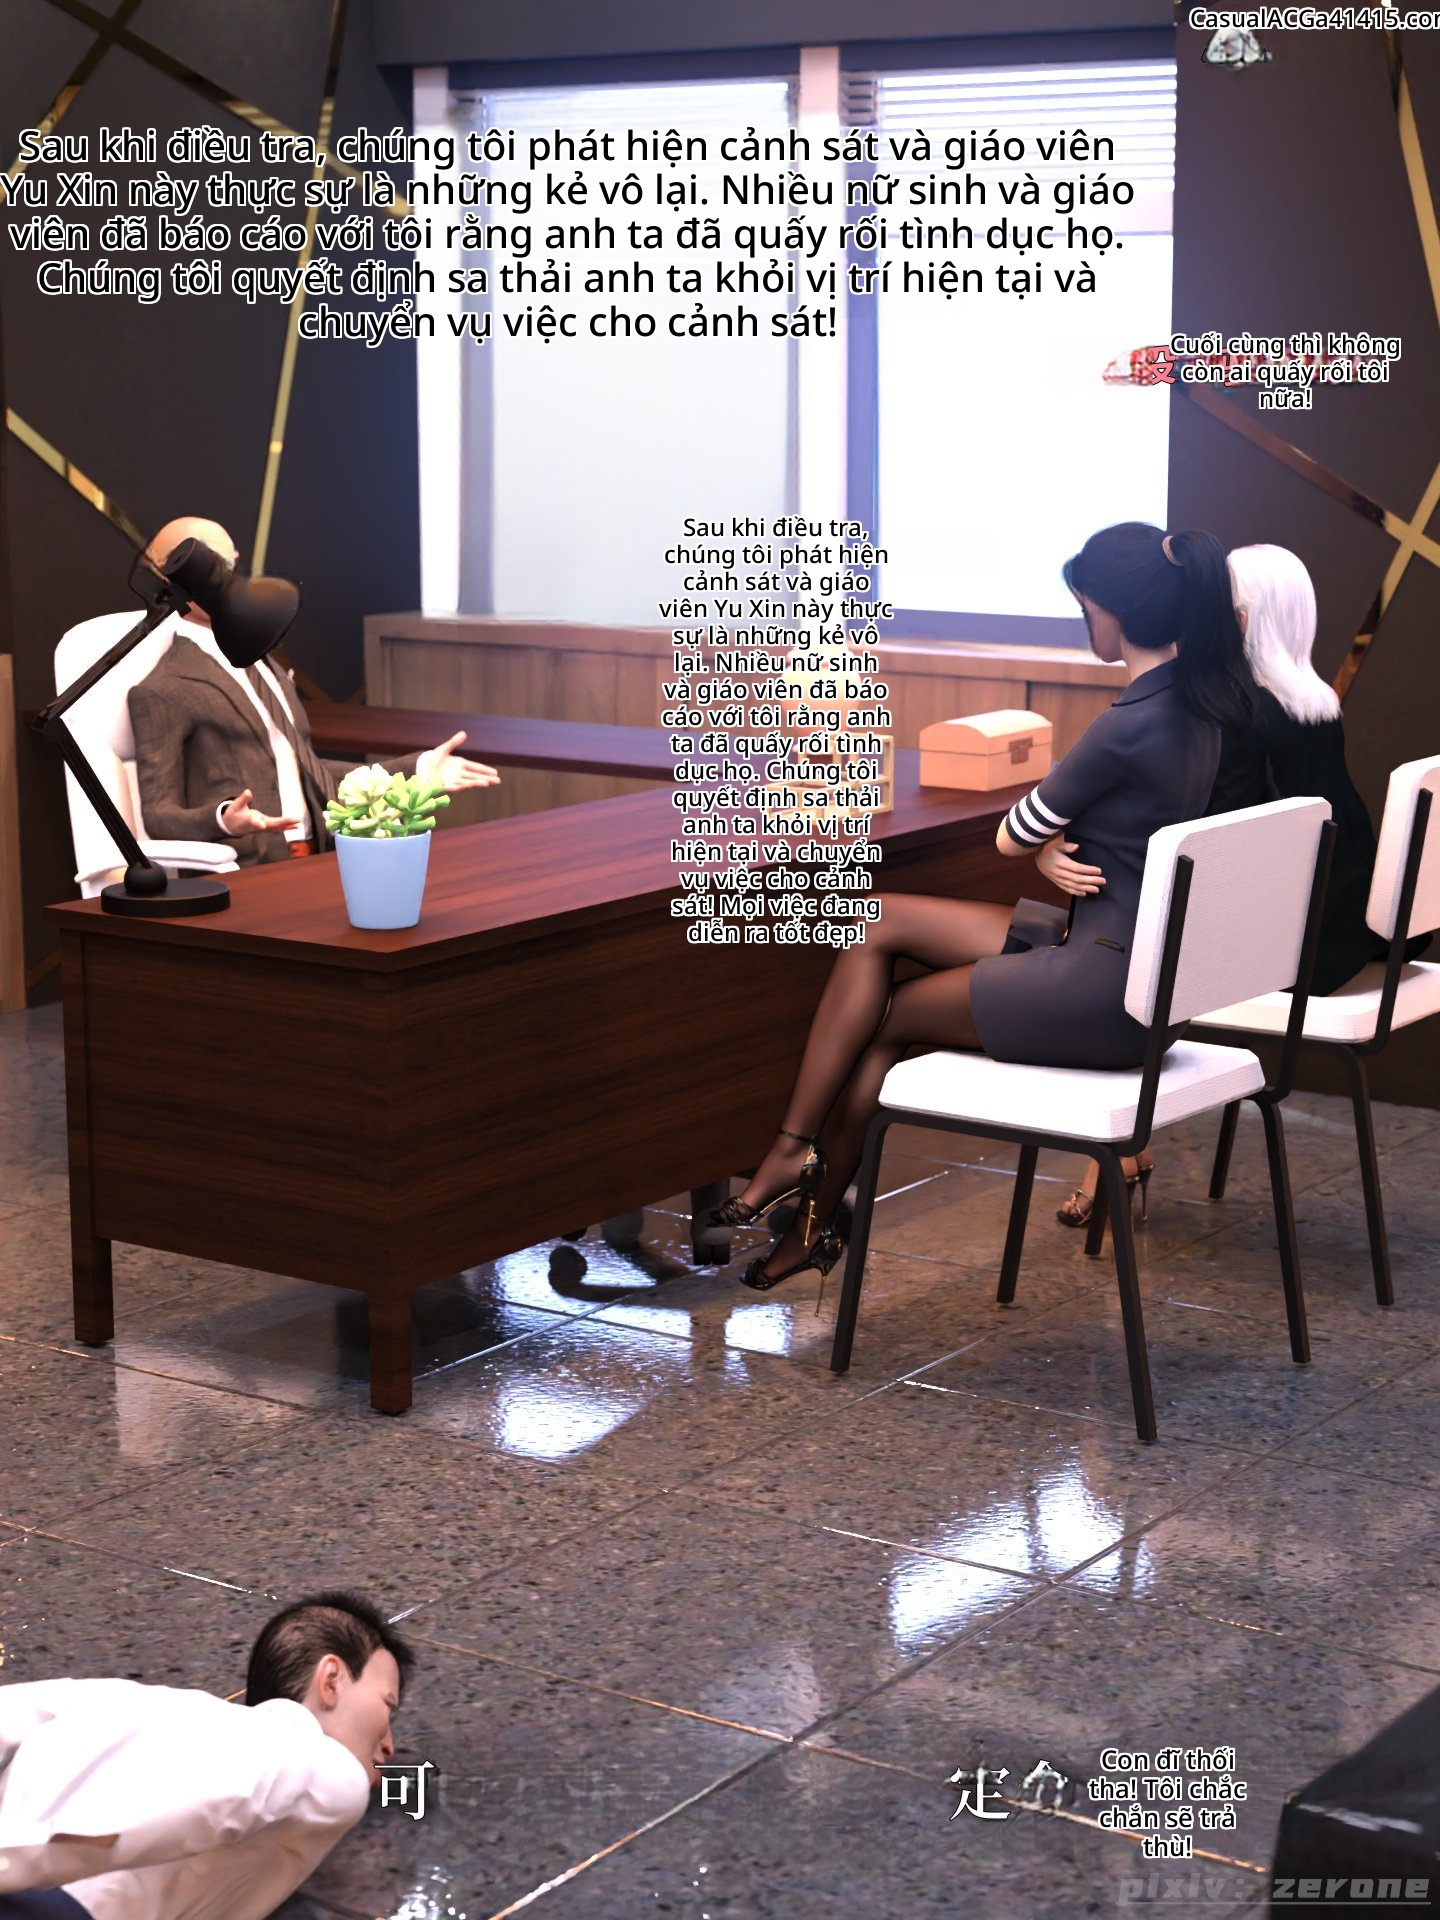 CasualACGa41415.com
Sau khi điều tra, chúng tôi phát hiện cảnh sát và giáo viên
Yu Xin này thực sự là những kẻ vô lại. Nhiều nữ sinh và giáo
viên đã báo cáo với tôi rằng anh ta đã quấy rối tình dục họ.
Chúng tôi quyết định sa thải anh ta khỏi vị trí hiện tại và
chuyển vụ việc cho cảnh sát!
Cuối cùng thì không
còn ai quấy rối tôi
nữa!
Sau khi điều tra,
chúng tôi phát hiện
cảnh sát và giáo
viên Yu Xin này thực
sự là những kẻ vô
lại. Nhiều nữ sinh
và giáo viên đã báo
cáo với tôi rằng anh
ta đã quấy rối tình
dục họ. Chúng tôi
quyết định sa thải
anh ta khỏi vị trí
hiện tại và chuyển
vụ việc cho cảnh
sát! Mọi việc đang
diễn ra tốt đẹp!
可
定
Con đĩ thối
tha! Tôi chắc
chắn sẽ trả
thù!
pixiv: zerone